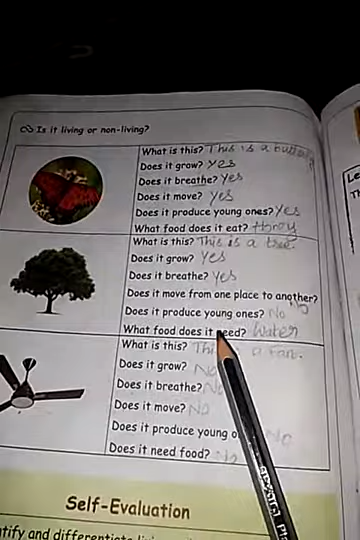 Is it living or non-living?
What is this? This is a butterfly
Does it grow? yes
Does it breathe? yes
Does it move? yes
Does it produce young ones? yes
What food does it eat? Honey
What is this? This is a tree
Does it grow? Yes
Does it breathe? yes
Does it move from one place to another? No
Does it produce young ones? No
What food does it need? Water
What is this? This is a Fan.
Does it grow? No
Does it breathe? No
Does it move? No
Does it produce young No
Does it need food? No
Self-Evaluation
and differentiate